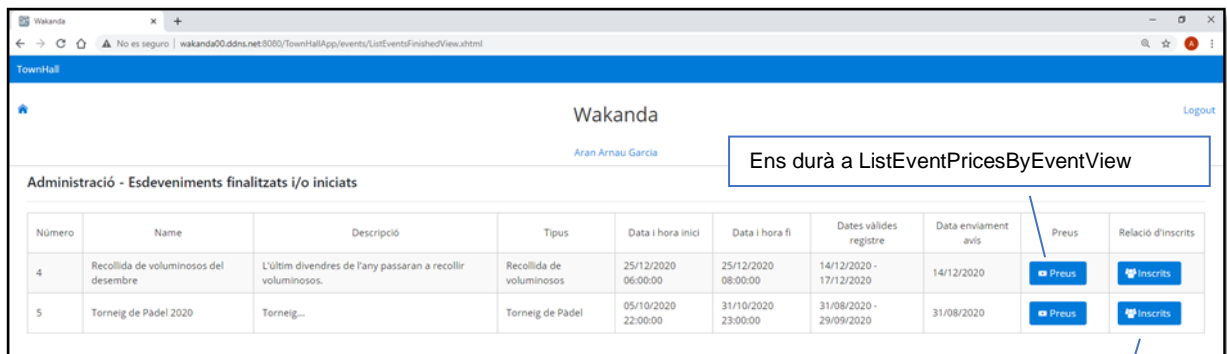 Wakanda
No es seguro | wakanda00.ddns.net:8080/TownHallApp/events/ListEventsFinishedView.xhtml
A
TownHall
Wakanda
Logout
Aran Arnau Garcia
Ens durà a ListEventPricesByEventView
Administració - Esdeveniments finalitzats i/o iniciats
Número Name Descripció Tipus Data i hora inici Data i hora fi Dates vàlides registre Data enviament avís Preus Relació d'inscrits
4 Recollida de voluminosos del desembre L'últim divendres de l'any passaran a recollir voluminosos. Recollida de voluminosos 25/12/2020 06:00:00 25/12/2020 08:00:00 14/12/2020 - 17/12/2020 14/12/2020 Preus Inscrits
5 Torneig de Pàdel 2020 Torneig... Torneig de Pàdel 05/10/2020 22:00:00 31/10/2020 23:00:00 31/08/2020 - 29/09/2020 31/08/2020 Preus Inscrits